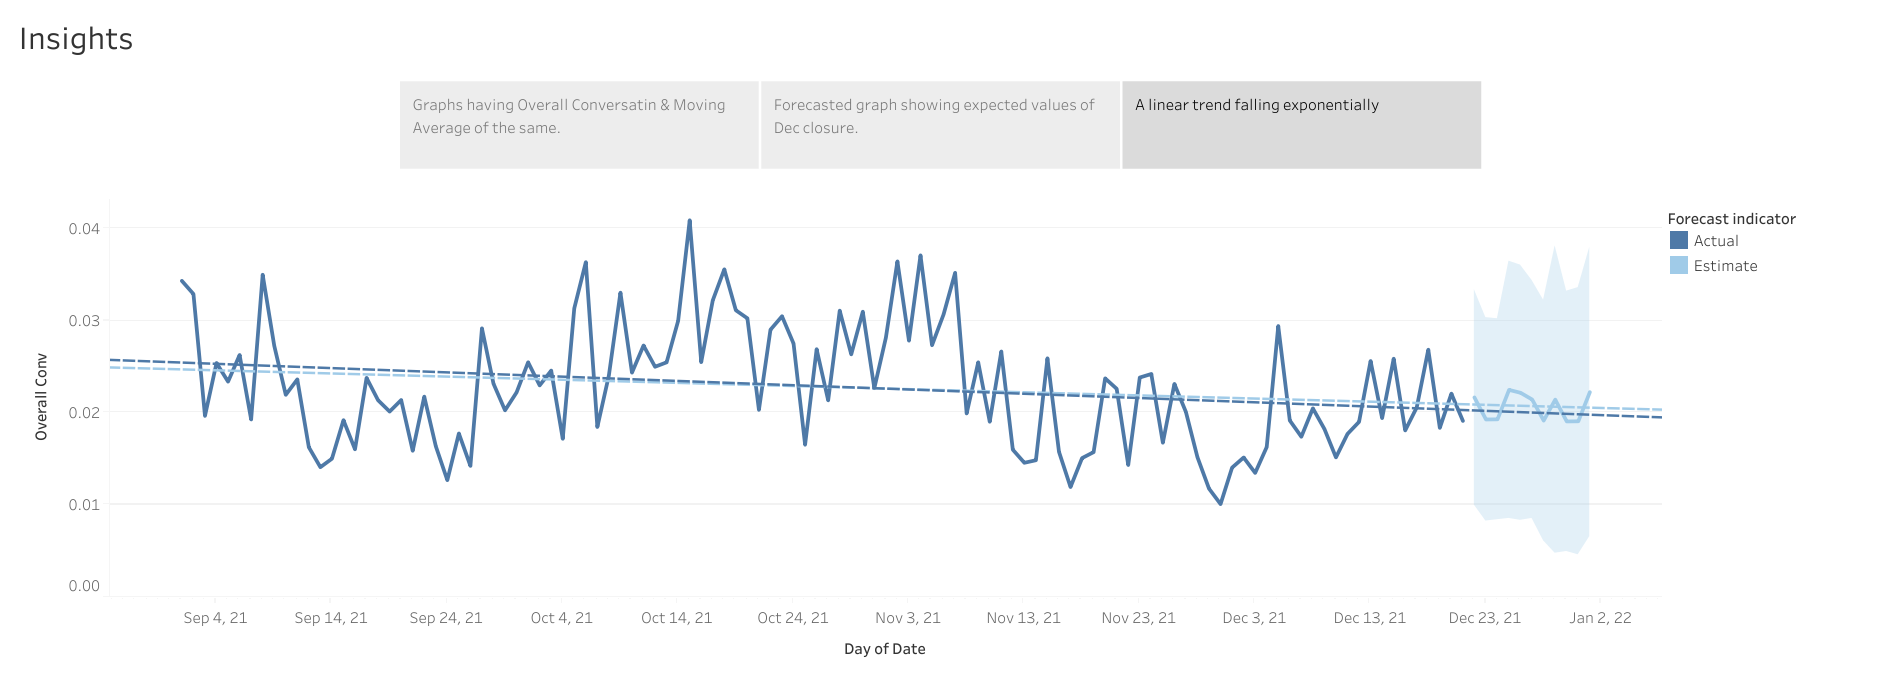 Insights
Graphs having Overall Conversatin & Moving
Average of the same.
Forecasted graph showing expected values of
Dec closure.
A linear trend falling exponentially
Forecast indicator
Actual
Estimate
Overall Conv
0.04
0.03
0.02
0.01
0.00
Sep 4, 21
Sep 14, 21
Sep 24, 21
Oct 4, 21
Oct 14, 21
Oct 24, 21
Nov 3, 21
Nov 13, 21
Nov 23, 21
Dec 3, 21
Dec 13, 21
Dec 23, 21
Jan 2, 22
Day of Date